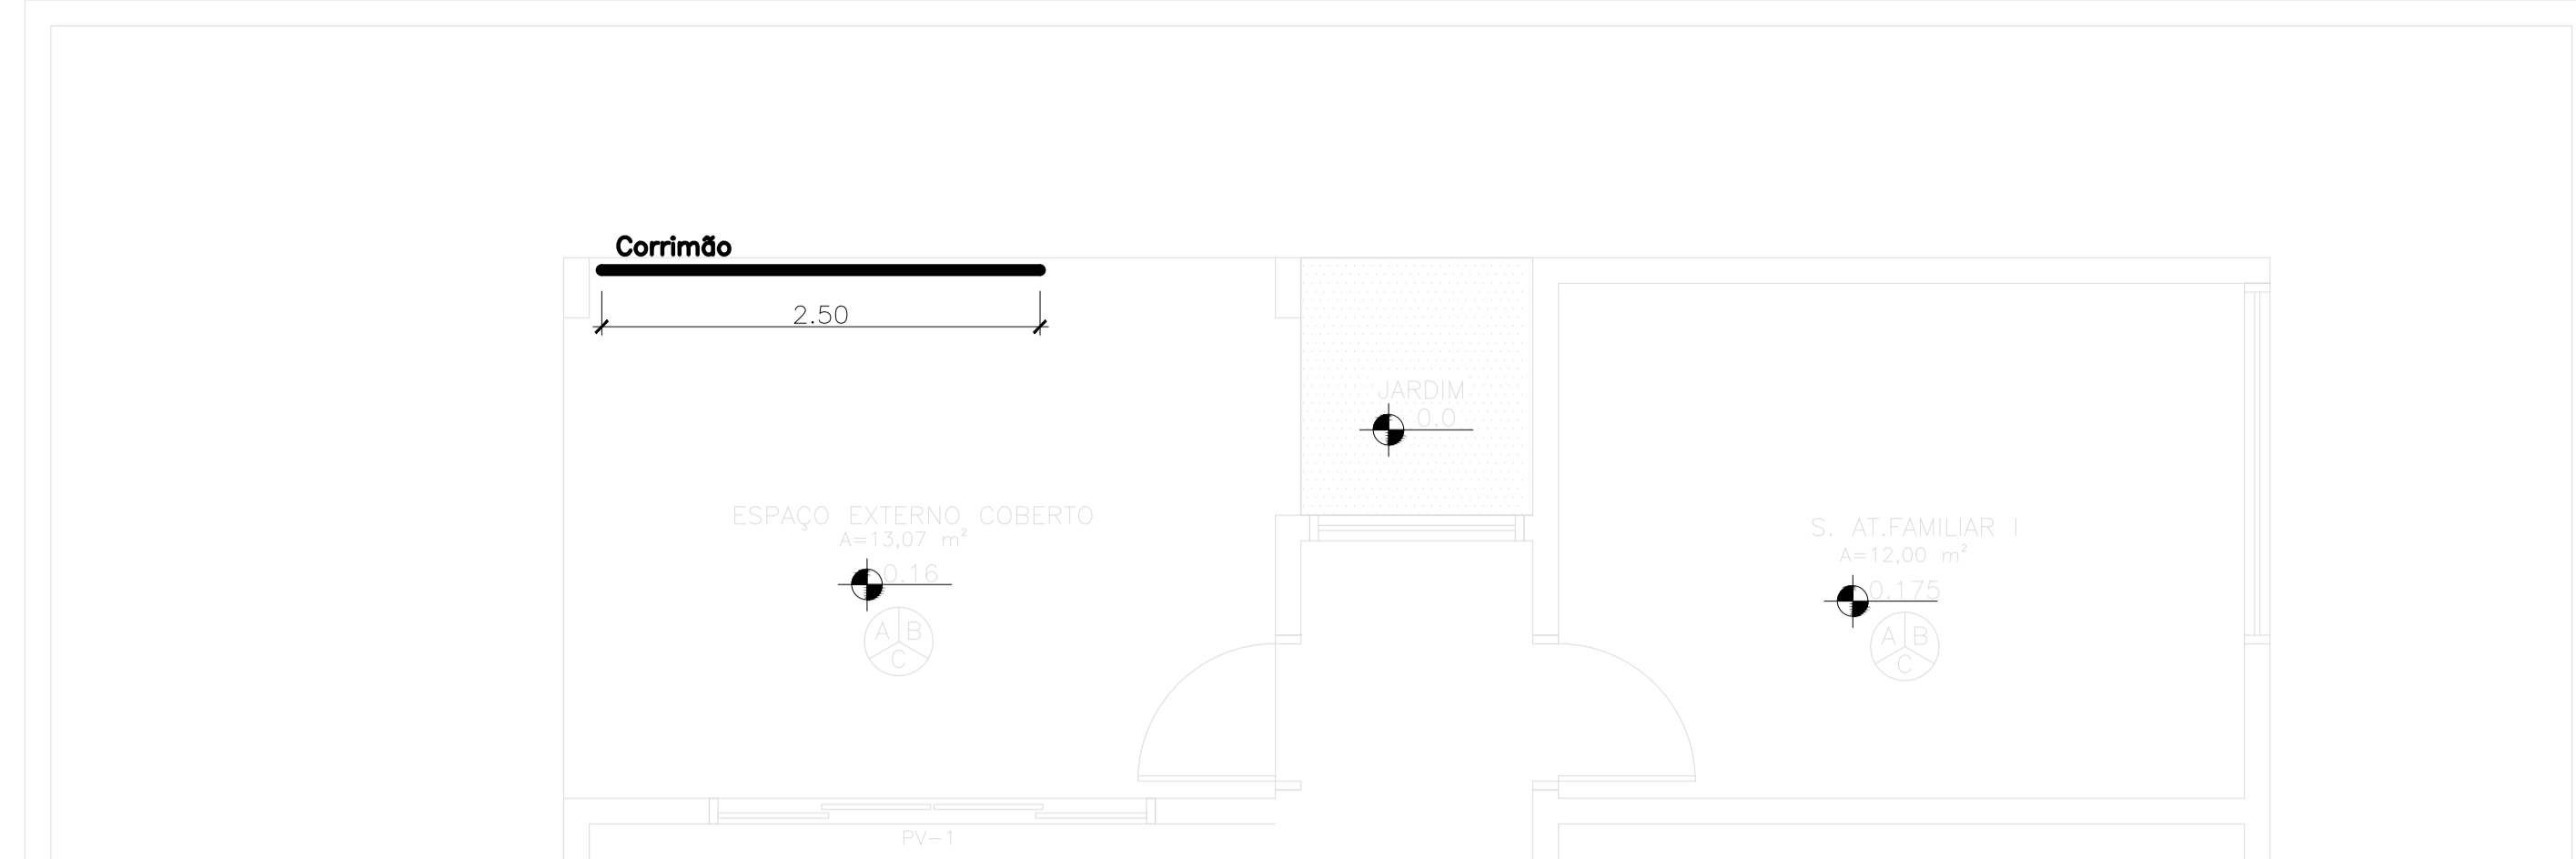 Corrimão
2.50
JARDIM
0.0
ESPAÇO EXTERNO COBERTO
A=13,07 m²
0.16
A B
C
S. AT.FAMILIAR I
A=12,00 m²
0.175
A B
C
PV-1